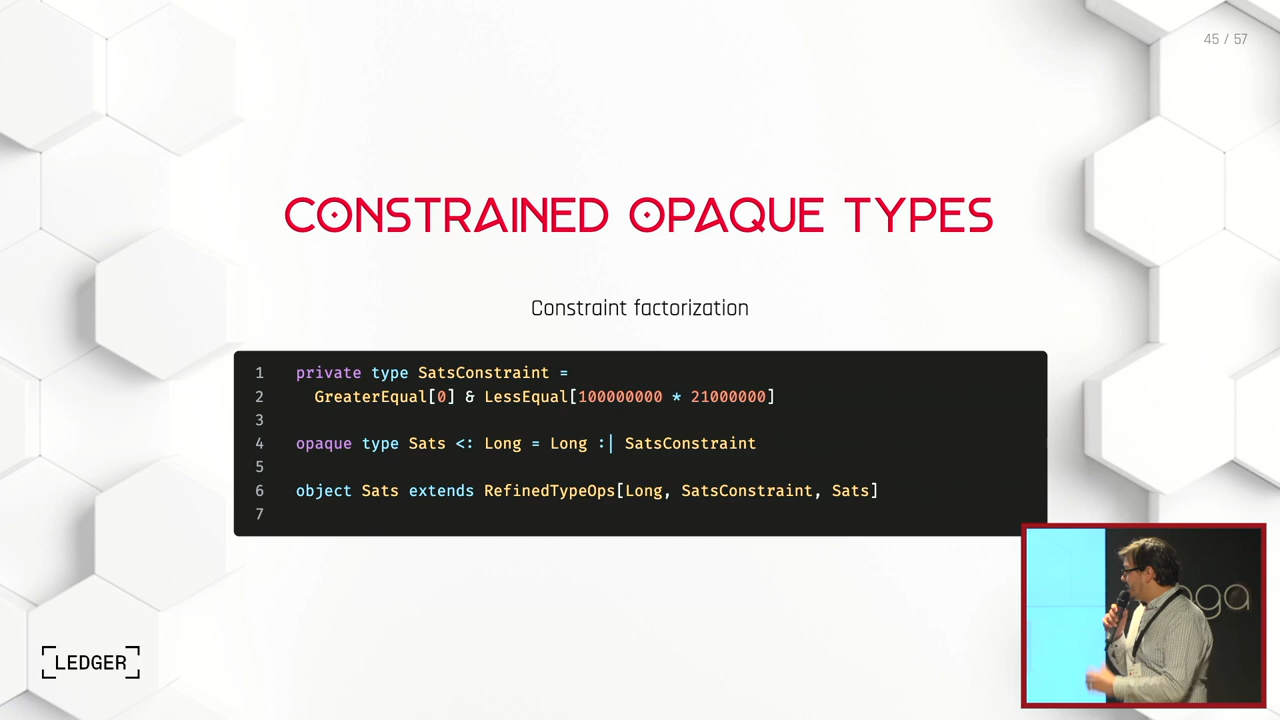 45 / 57
CONSTRAINED OPAQUE TYPES
Constraint factorization
1 private type SatsConstraint =
2 GreaterEqual[0] & LessEqual[100000000 * 21000000]
3
4 opaque type Sats <: Long = Long :| SatsConstraint
5
6 object Sats extends RefinedTypeOps[Long, SatsConstraint, Sats]
7
LEDGER